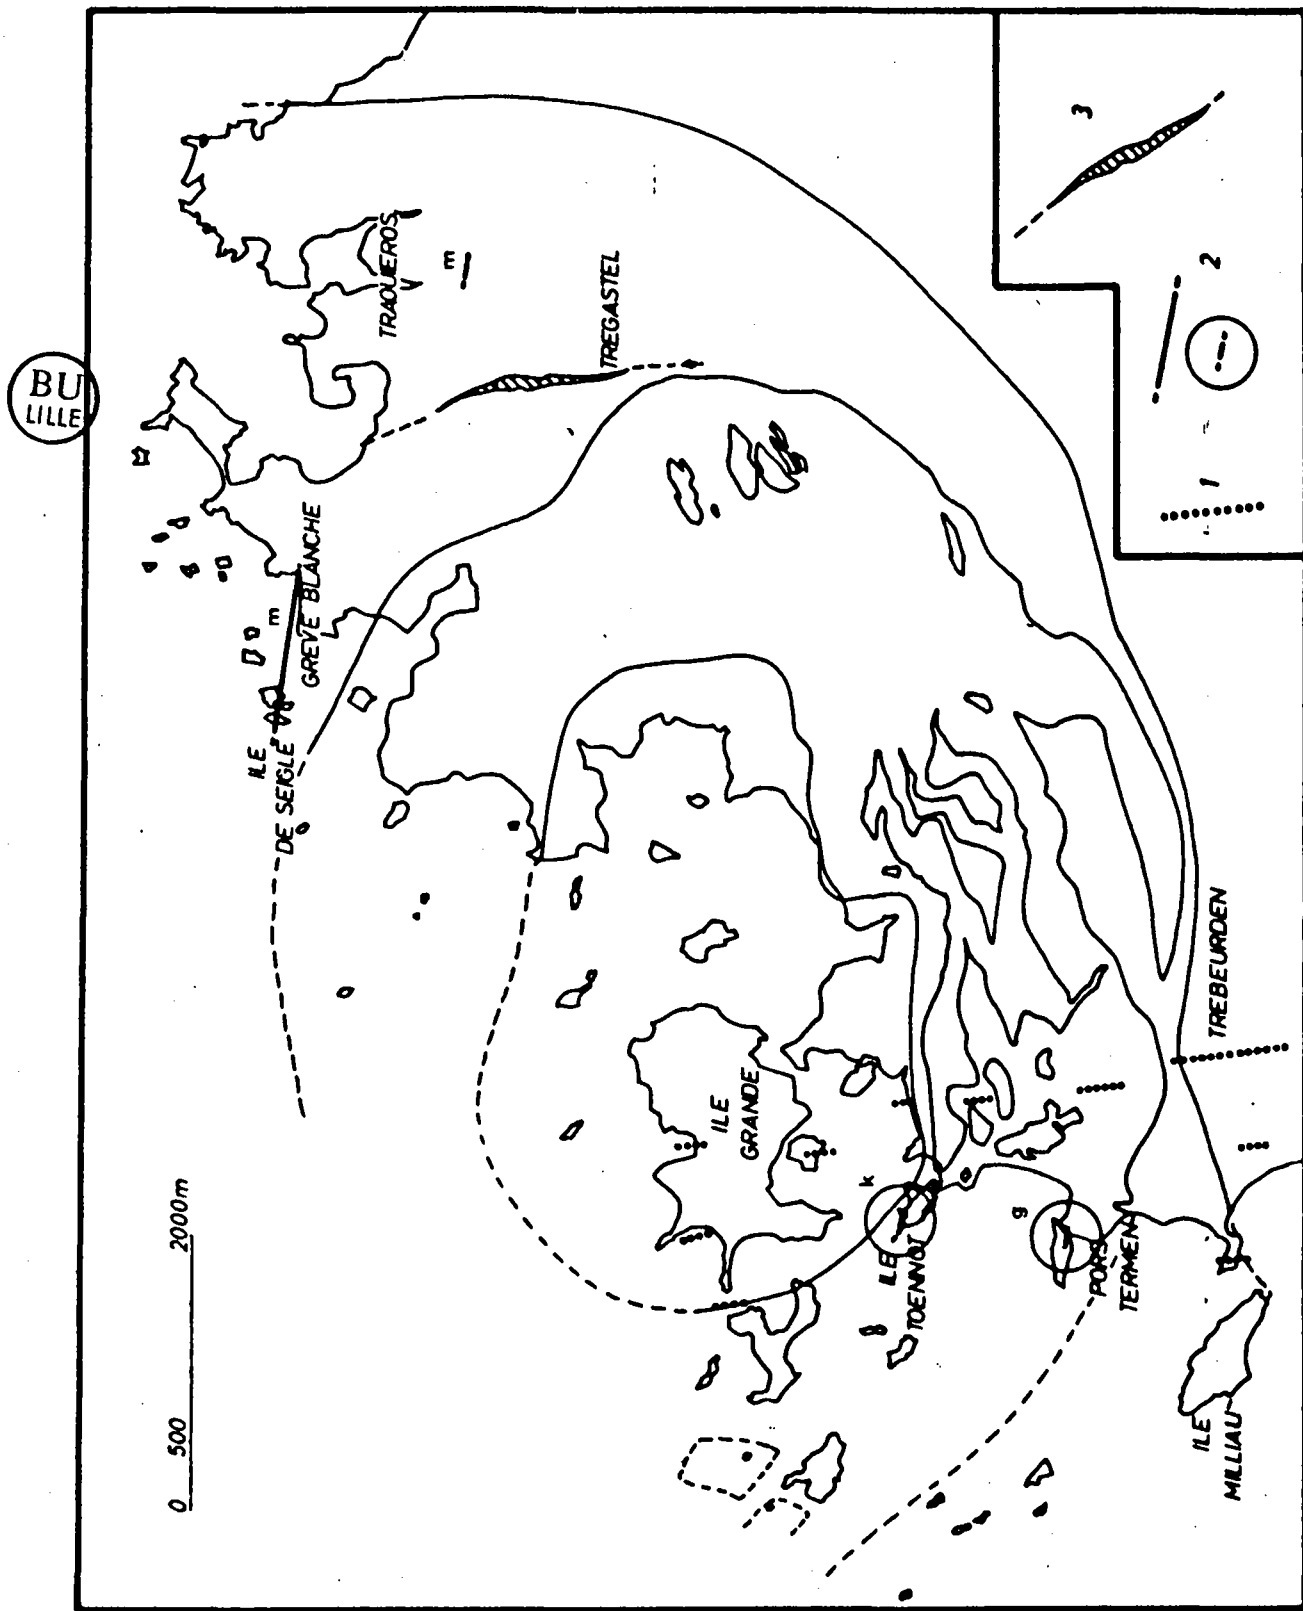 BU
LILLE
TRAOUIEROS
m
TREGASTEL
3
2
1
GREVE BLANCHE
m
ILE
DE SEIGLE
TREBEURDEN
ILE
GRANDE
k
g
ILE
TOENNOT
PORS
TERMEN
ILE
MILLIAU
0 500 2000m